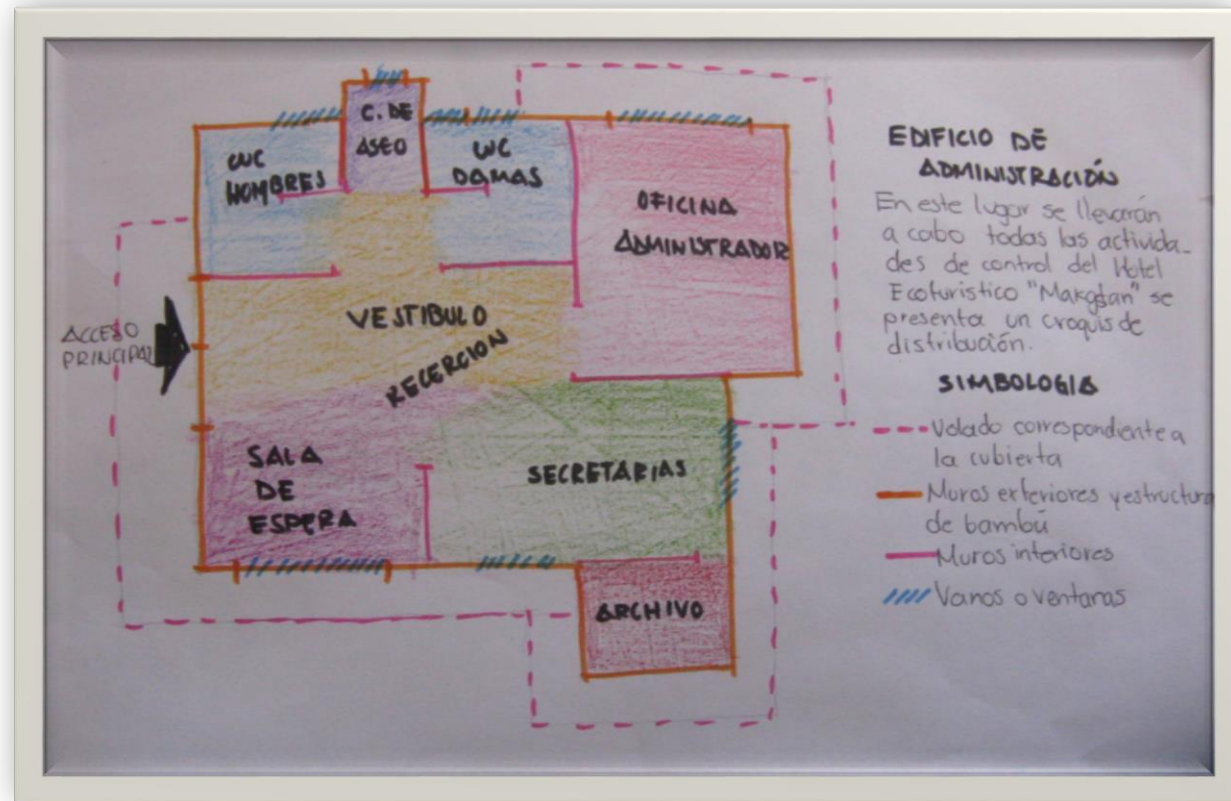 C. DE
ASEO
WC
HOMBRES
WC
DAMAS
OFICINA
ADMINISTRADOR
VESTIBULO
RECEPCION
ACCESO
PRINCIPAL
SALA
DE
ESPERA
SECRETARIAS
ARCHIVO
EDIFICIO DE
ADMINISTRACIÓN
En este lugar se llevarán
a cabo todas las activida-
des de control del Hotel
Ecoturistico "Makgtan" se
presenta un croquis de
distribución.
SIMBOLOGIA
Volado correspondiente a
la cubierta
Muros exteriores y estructura
de bambú
Muros interiores
Vanos o ventanas